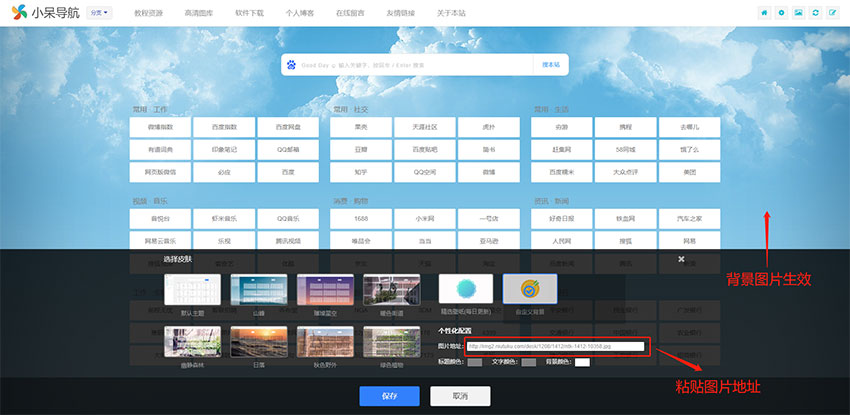 小呆导航 分类 教程资源 高清图库 软件下载 个人博客 在线留言 友情链接 关于本站
Good Day 输入关键字、按回车 / Enter 搜索 搜本站
常用 · 工作 常用 · 社交 常用 · 生活
微博指数 百度指数 百度网盘 果壳 天涯社区 虎扑 穷游 携程 去哪儿
有道词典 印象笔记 QQ邮箱 豆瓣 百度贴吧 简书 赶集网 58同城 饿了么
网页版微信 必应 百度 知乎 QQ空间 微博 百度糯米 大众点评 美团
视频 · 音乐 消费 · 购物 资讯 · 新闻
音悦台 虾米音乐 QQ音乐 1688 小米网 一号店 好奇日报 铁血网 汽车之家
网易云音乐 乐视 腾讯视频 唯品会 当当 亚马逊 人民网 搜狐 网易
背景图片生效
选择皮肤
默认主题 山峰 璀璨星空 暖色街道 精选壁纸(每日更新) 自定义背景
个性化配置
图片地址:
标题颜色: 文字颜色: 背景颜色:
幽静森林 日落 秋色野外 绿色植物
粘贴图片地址
保存 取消